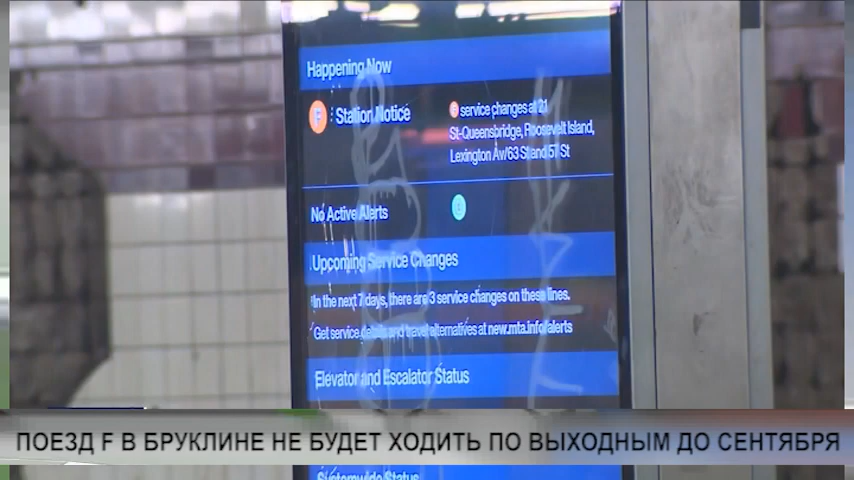 Happening Now
F Station Notice
F service changes at 21
St-Queensbridge, Roosevelt Island,
Lexington Av/63 St and 57 St
No Active Alerts
Upcoming Service Changes
In the next 7 days, there are 3 service changes on these lines.
Get service details and travel alternatives at new.mta.info/alerts
Elevator and Escalator Status
ПОЕЗД F В БРУКЛИНЕ НЕ БУДЕТ ХОДИТЬ ПО ВЫХОДНЫМ ДО СЕНТЯБРЯ
Systemwide Status